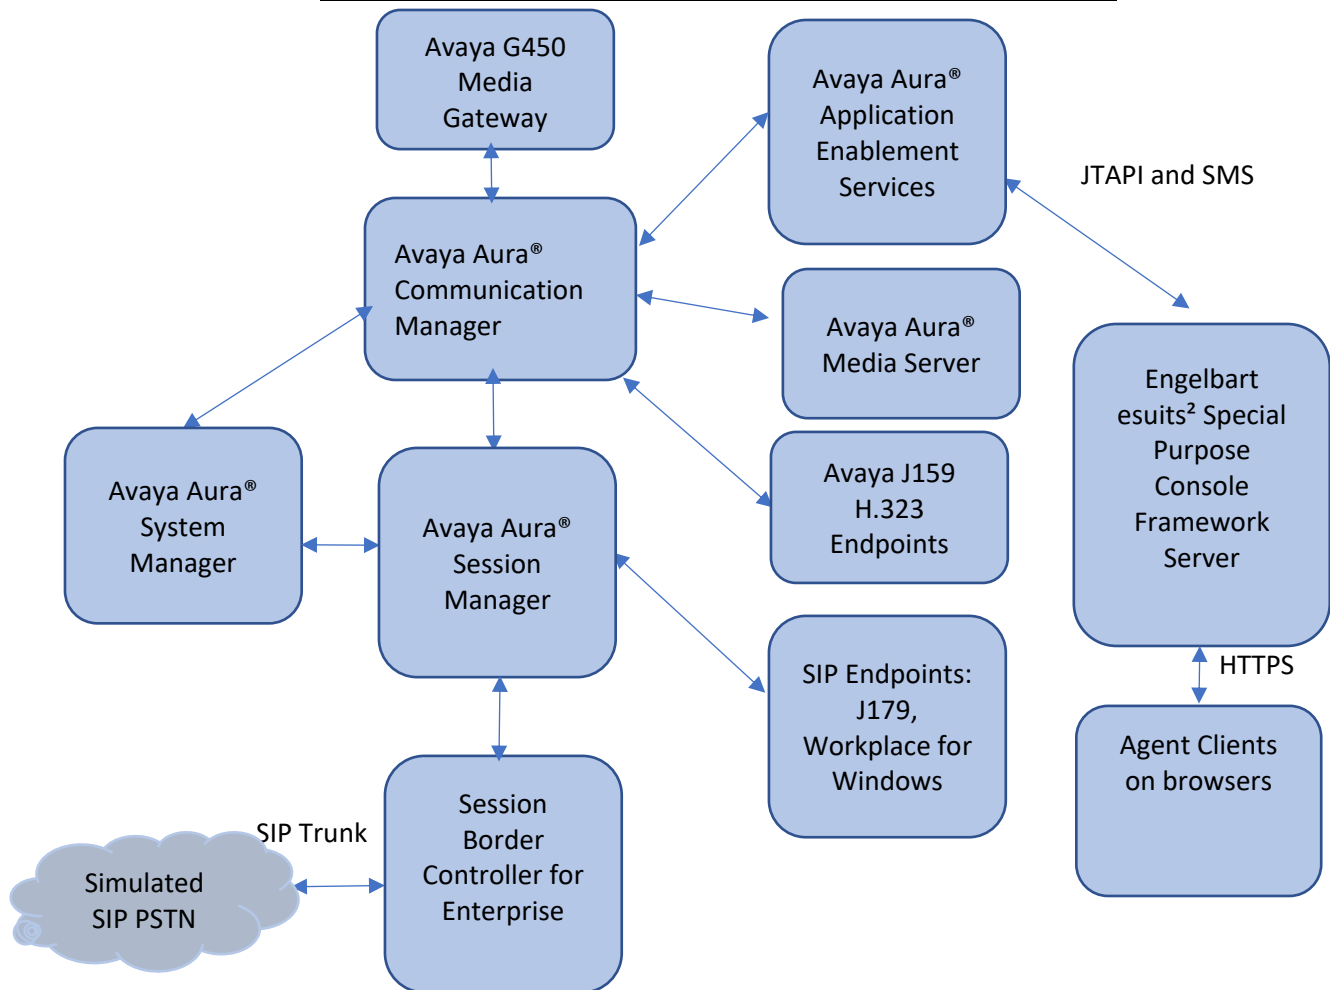 Avaya G450
Media
Gateway
Avaya Aura®
Application
Enablement
Services
JTAPI and SMS
Avaya Aura®
Communication
Manager
Avaya Aura®
Media Server
Engelbart
esuits² Special
Purpose
Console
Framework
Server
Avaya Aura®
System
Manager
Avaya Aura®
Session
Manager
Avaya J159
H.323
Endpoints
SIP Endpoints:
J179,
Workplace for
Windows
HTTPS
Agent Clients
on browsers
Session
Border
Controller for
Enterprise
SIP Trunk
Simulated
SIP PSTN